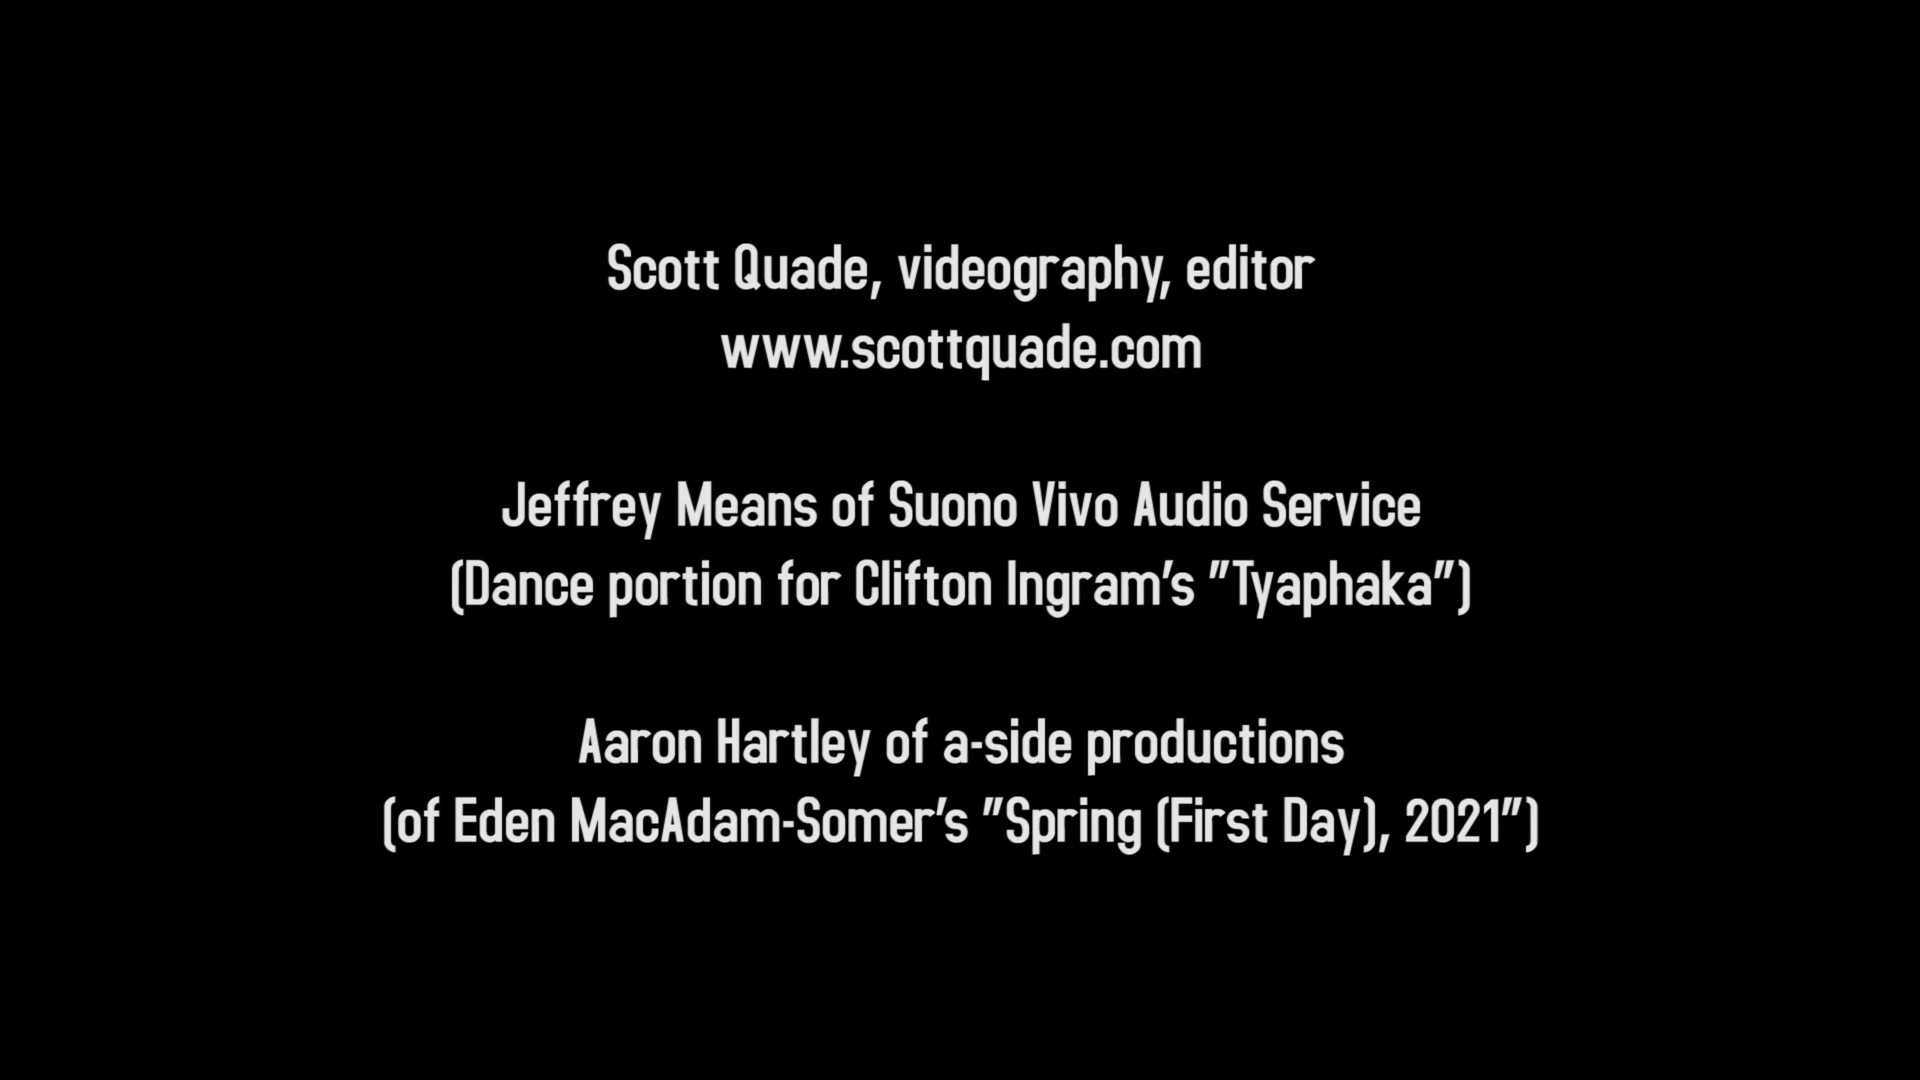 Scott Quade, videography, editor
www.scottquade.com
Jeffrey Means of Suono Vivo Audio Service
(Dance portion for Clifton Ingram's "Tyaphaka")
Aaron Hartley of a-side productions
(of Eden MacAdam-Somer's "Spring (First Day), 2021")